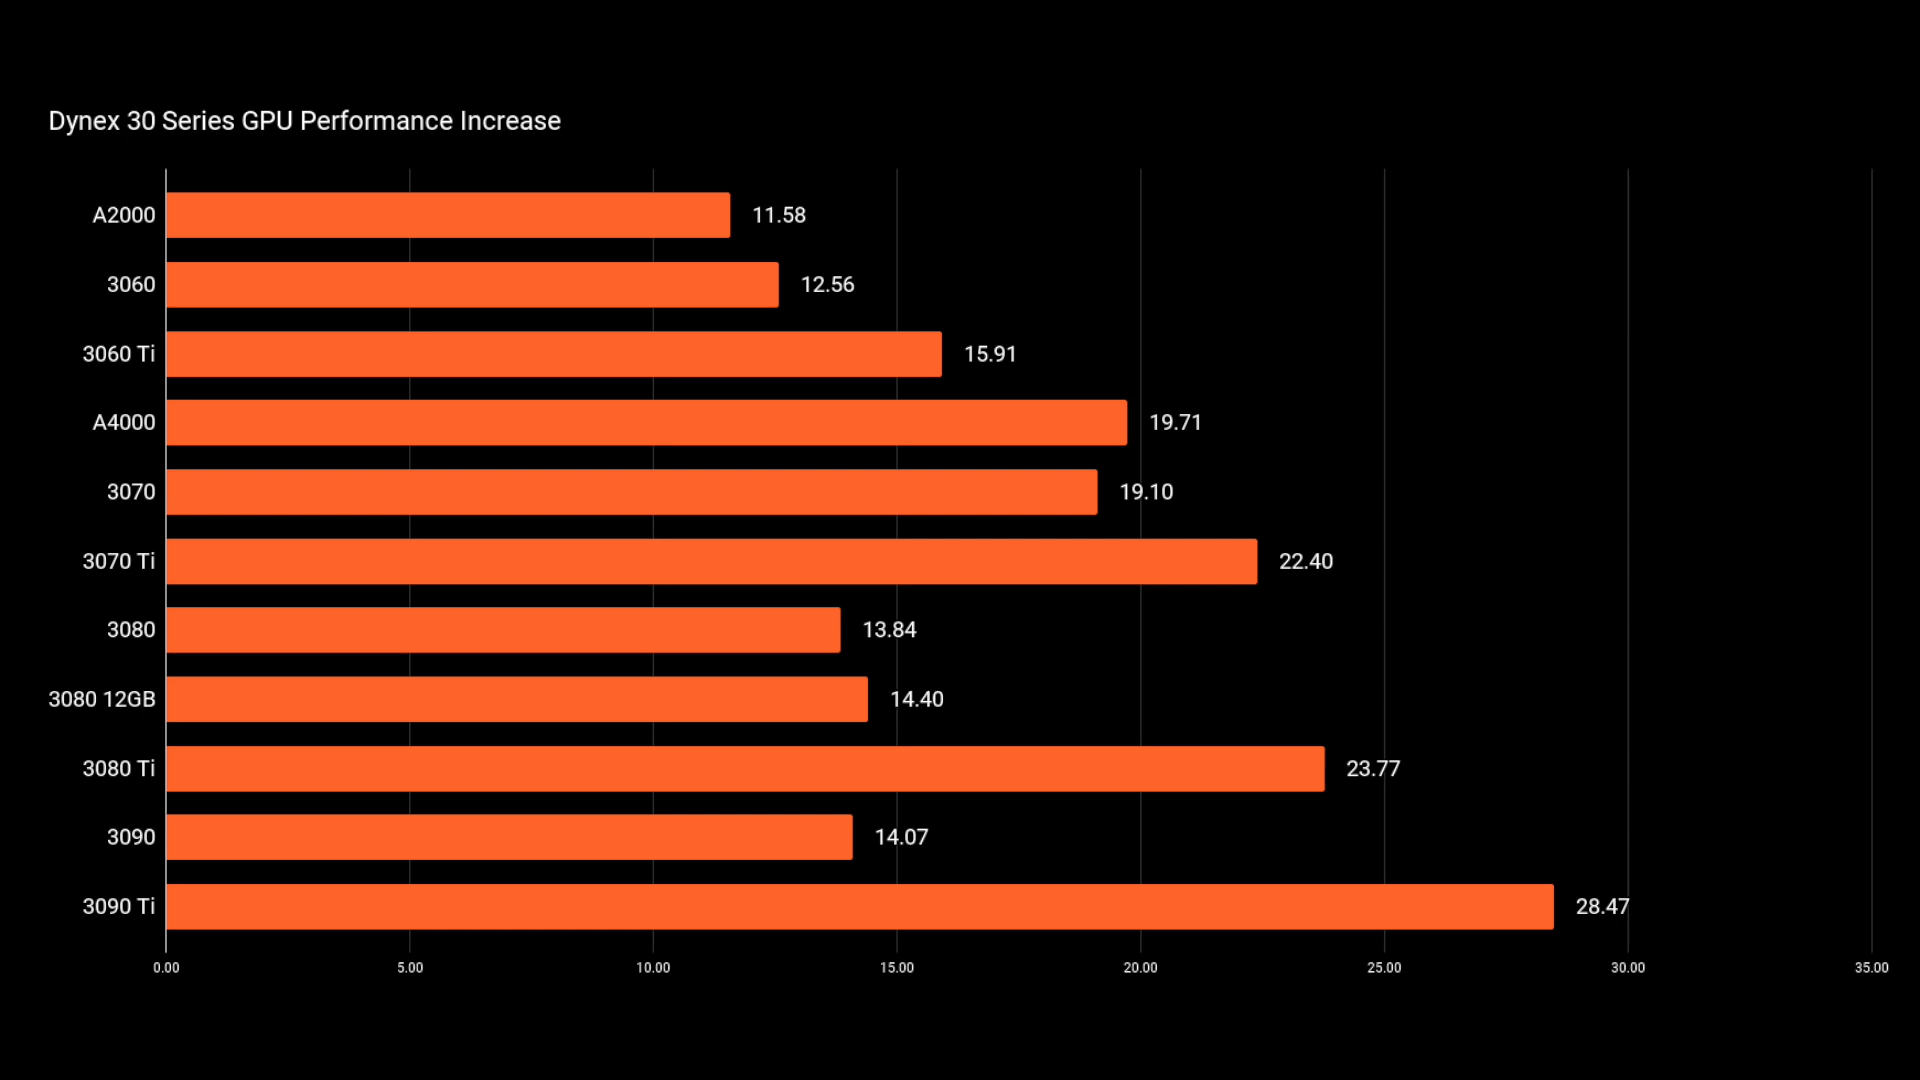 Dynex 30 Series GPU Performance Increase
A2000 11.58
3060 12.56
3060 Ti 15.91
A4000 19.71
3070 19.10
3070 Ti 22.40
3080 13.84
3080 12GB 14.40
3080 Ti 23.77
3090 14.07
3090 Ti 28.47
0.00 5.00 10.00 15.00 20.00 25.00 30.00 35.00